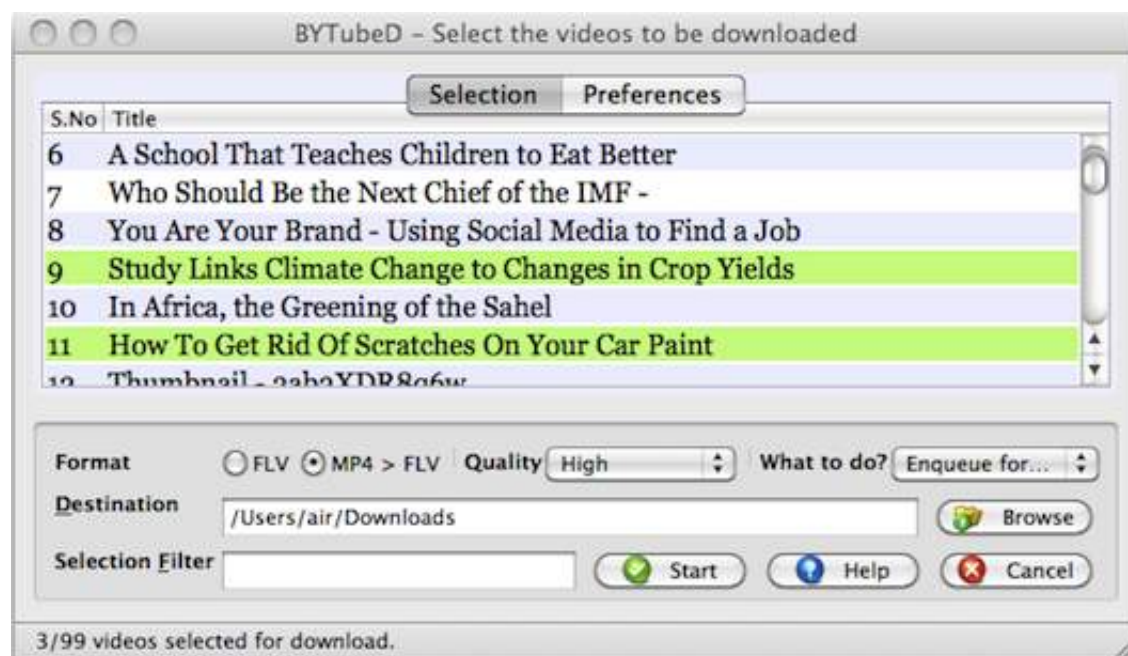 BYTubeD – Select the videos to be downloaded
Selection Preferences
S.No Title
6 A School That Teaches Children to Eat Better
7 Who Should Be the Next Chief of the IMF -
8 You Are Your Brand - Using Social Media to Find a Job
9 Study Links Climate Change to Changes in Crop Yields
10 In Africa, the Greening of the Sahel
11 How To Get Rid Of Scratches On Your Car Paint
12 Thumbnail -
Format FLV MP4 > FLV Quality High What to do? Enqueue for...
Destination /Users/air/Downloads Browse
Selection Filter Start Help Cancel
3/99 videos selected for download.